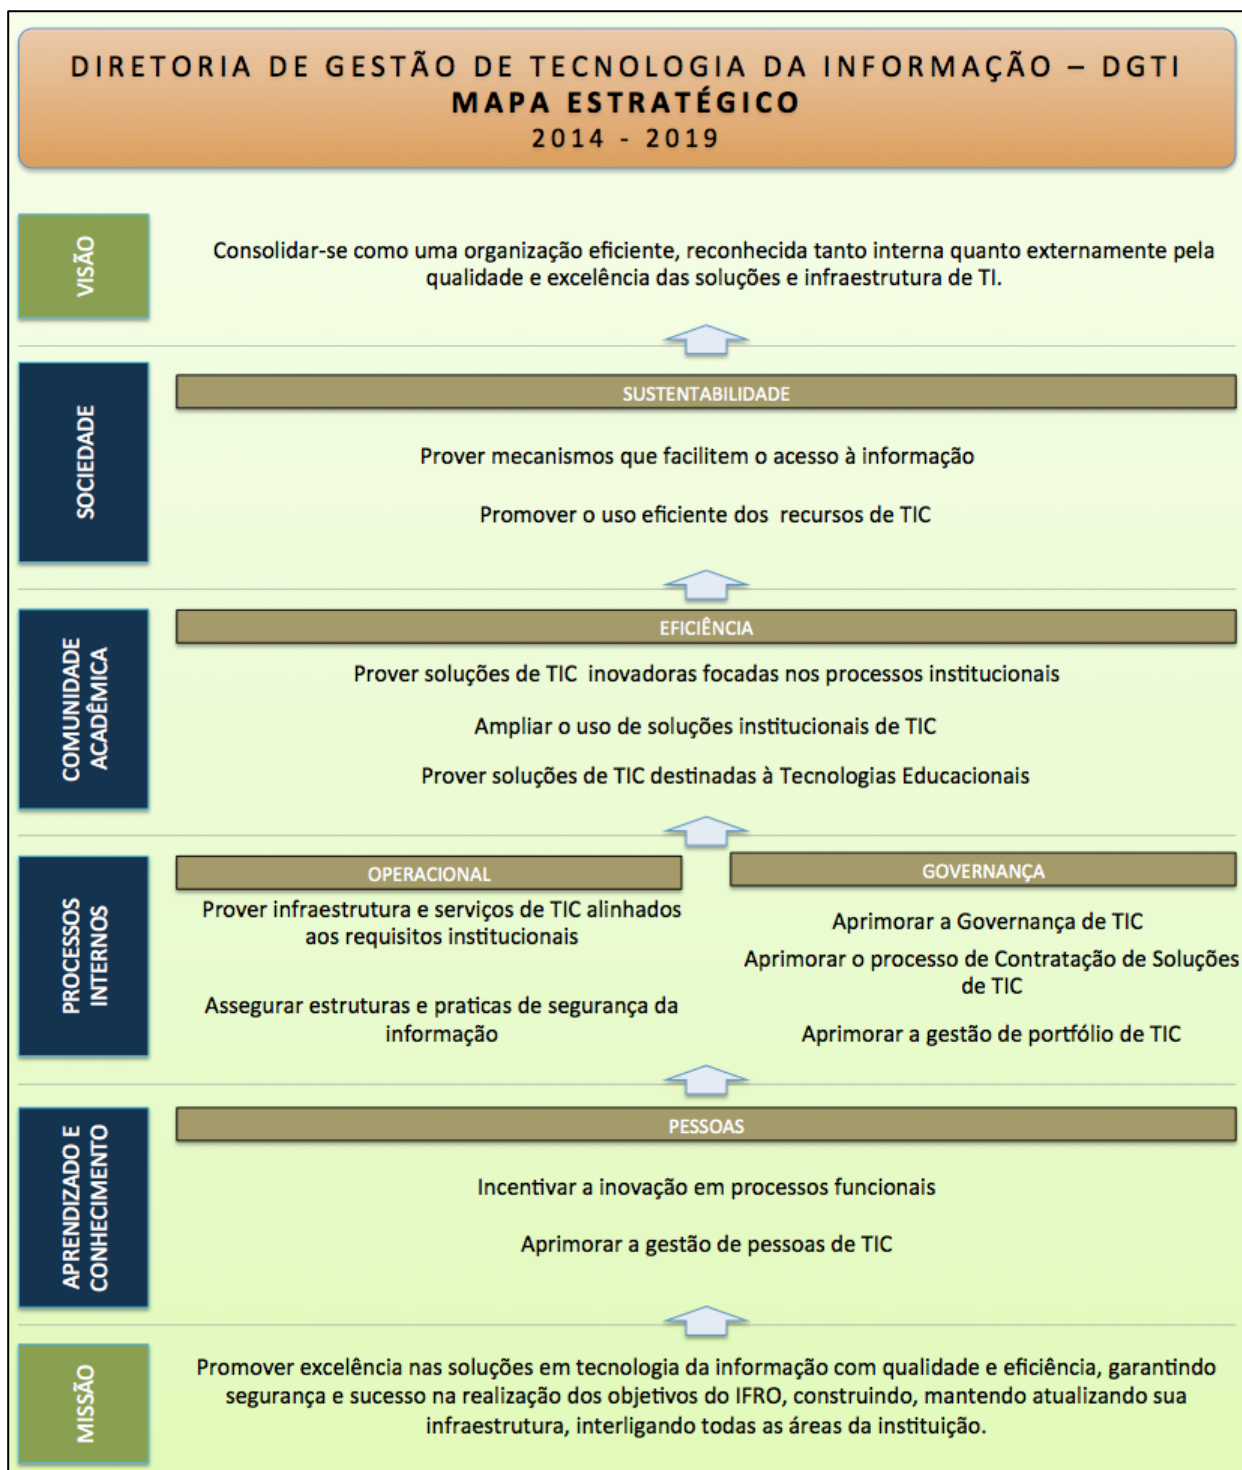 DIRETORIA DE GESTÃO DE TECNOLOGIA DA INFORMAÇÃO – DGTI
MAPA ESTRATÉGICO
2014 - 2019
VISÃO
Consolidar-se como uma organização eficiente, reconhecida tanto interna quanto externamente pela
qualidade e excelência das soluções e infraestrutura de TI.
SOCIEDADE
SUSTENTABILIDADE
Prover mecanismos que facilitem o acesso à informação
Promover o uso eficiente dos recursos de TIC
COMUNIDADE
ACADÊMICA
EFICIÊNCIA
Prover soluções de TIC inovadoras focadas nos processos institucionais
Ampliar o uso de soluções institucionais de TIC
Prover soluções de TIC destinadas à Tecnologias Educacionais
PROCESSOS
INTERNOS
OPERACIONAL
Prover infraestrutura e serviços de TIC alinhados
aos requisitos institucionais
Assegurar estruturas e praticas de segurança da
informação
GOVERNANÇA
Aprimorar a Governança de TIC
Aprimorar o processo de Contratação de Soluções
de TIC
Aprimorar a gestão de portfólio de TIC
APRENDIZADO E
CONHECIMENTO
PESSOAS
Incentivar a inovação em processos funcionais
Aprimorar a gestão de pessoas de TIC
MISSÃO
Promover excelência nas soluções em tecnologia da informação com qualidade e eficiência, garantindo
segurança e sucesso na realização dos objetivos do IFRO, construindo, mantendo atualizando sua
infraestrutura, interligando todas as áreas da instituição.